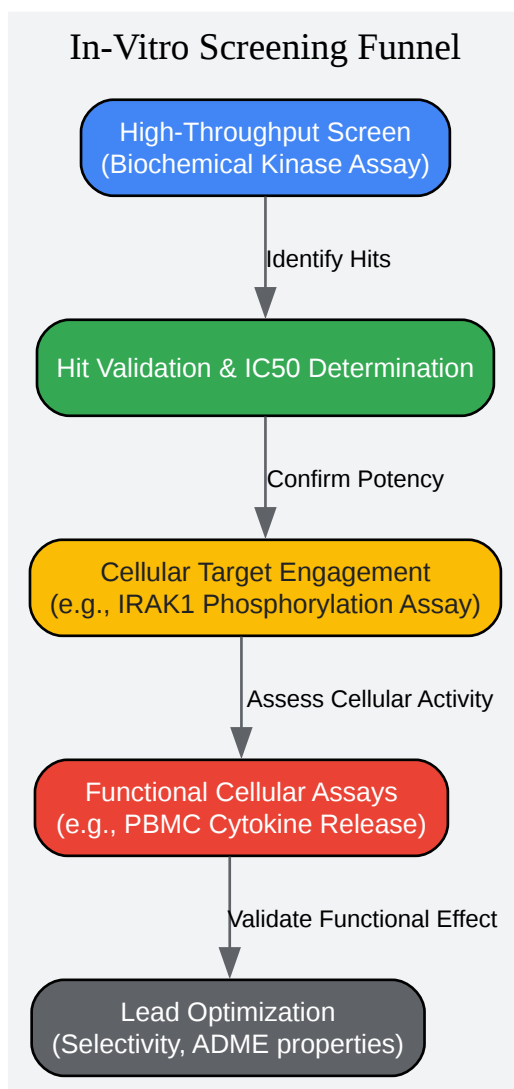 In-Vitro Screening Funnel
High-Throughput Screen
(Biochemical Kinase Assay)
Identify Hits
Hit Validation & IC50 Determination
Confirm Potency
Cellular Target Engagement
(e.g., IRAK1 Phosphorylation Assay)
Assess Cellular Activity
Functional Cellular Assays
(e.g., PBMC Cytokine Release)
Validate Functional Effect
Lead Optimization
(Selectivity, ADME properties)